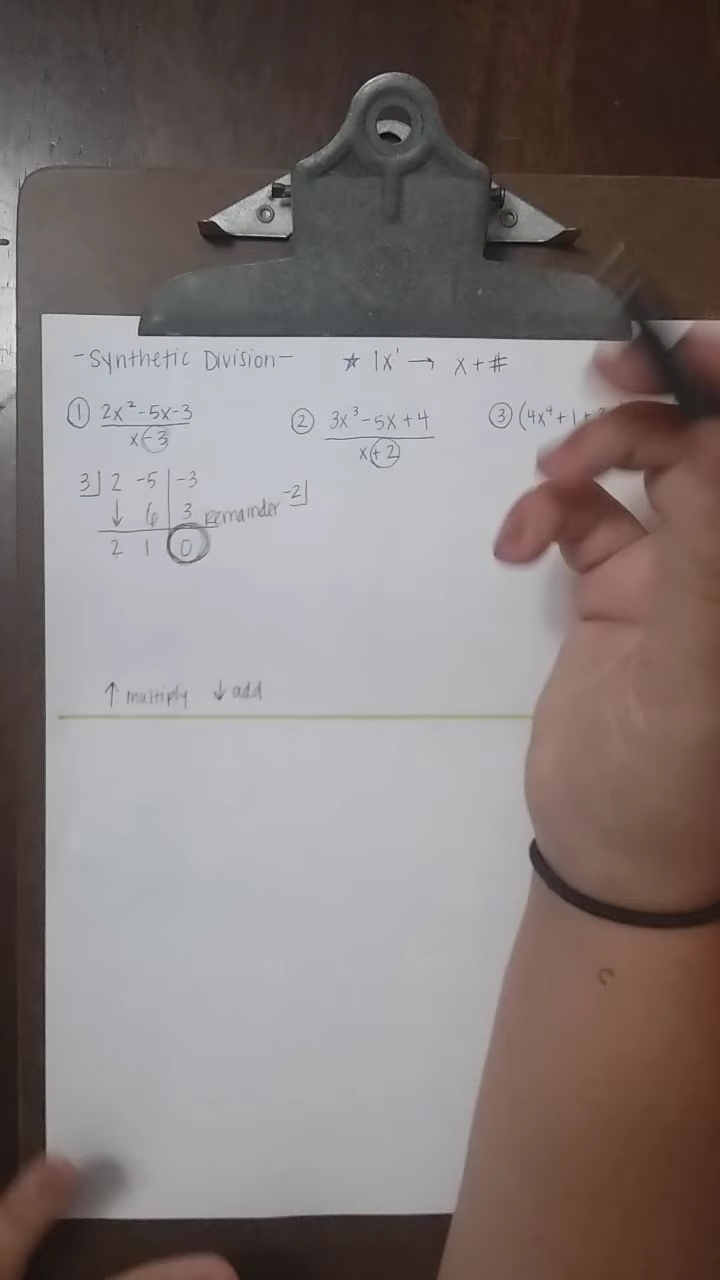 -Synthetic Division- ☆ 1x¹ → x + #
① 2x²-5x-3 ② 3x³-5x+4 ③ (4x⁴+1+
x-3 x+2
3| 2 -5 | -3
↓ 6 3 Remainder -2|
2 1 0
↑ multiply ↓ add